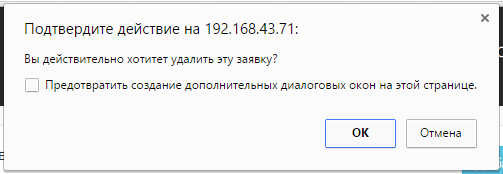 Подтвердите действие на 192.168.43.71:
Вы действительно хотитет удалить эту заявку?
Предотвратить создание дополнительных диалоговых окон на этой странице.
ОК
Отмена